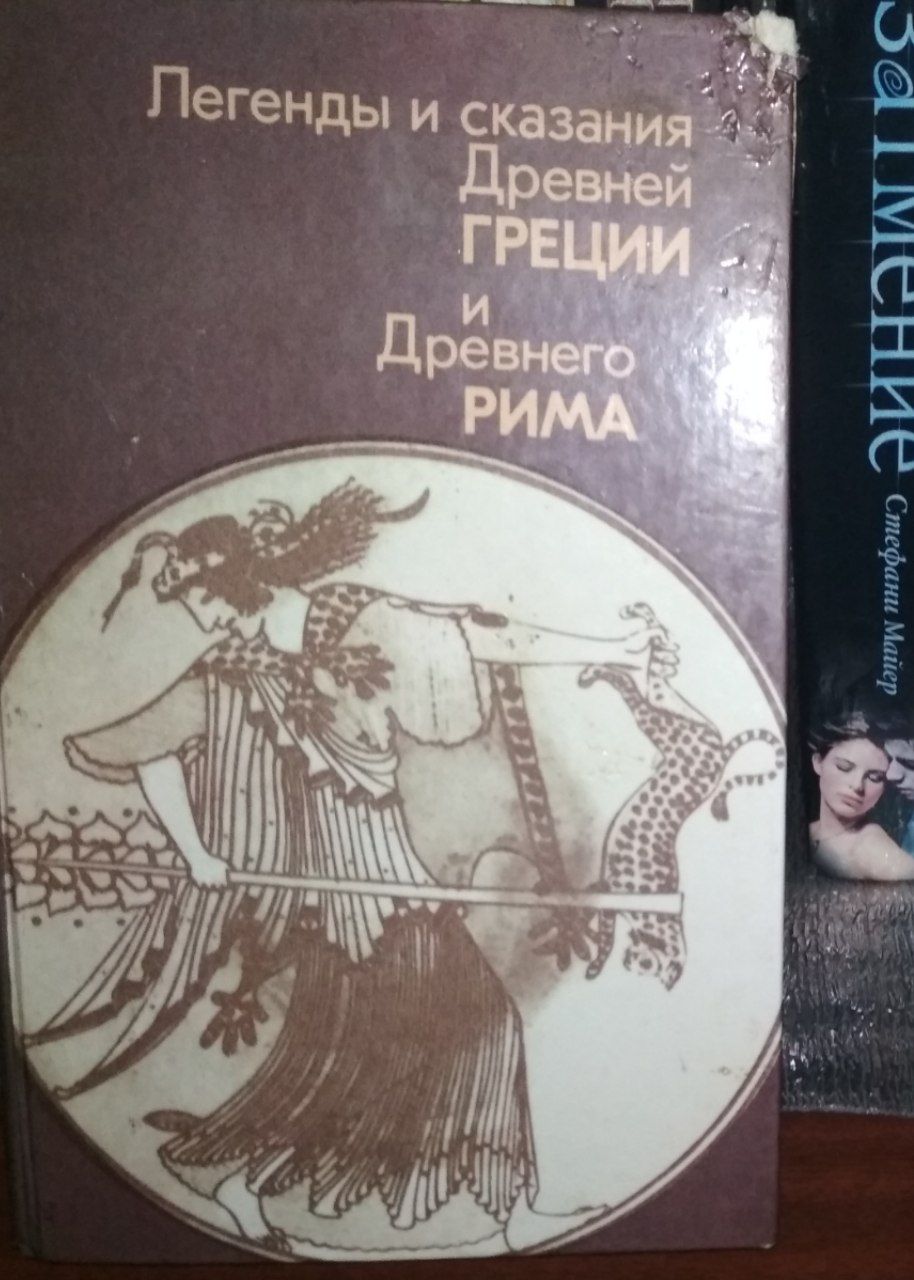 Легенды и сказания
Древней
ГРЕЦИИ
и
Древнего
РИМА
затмение
Стефани Майер